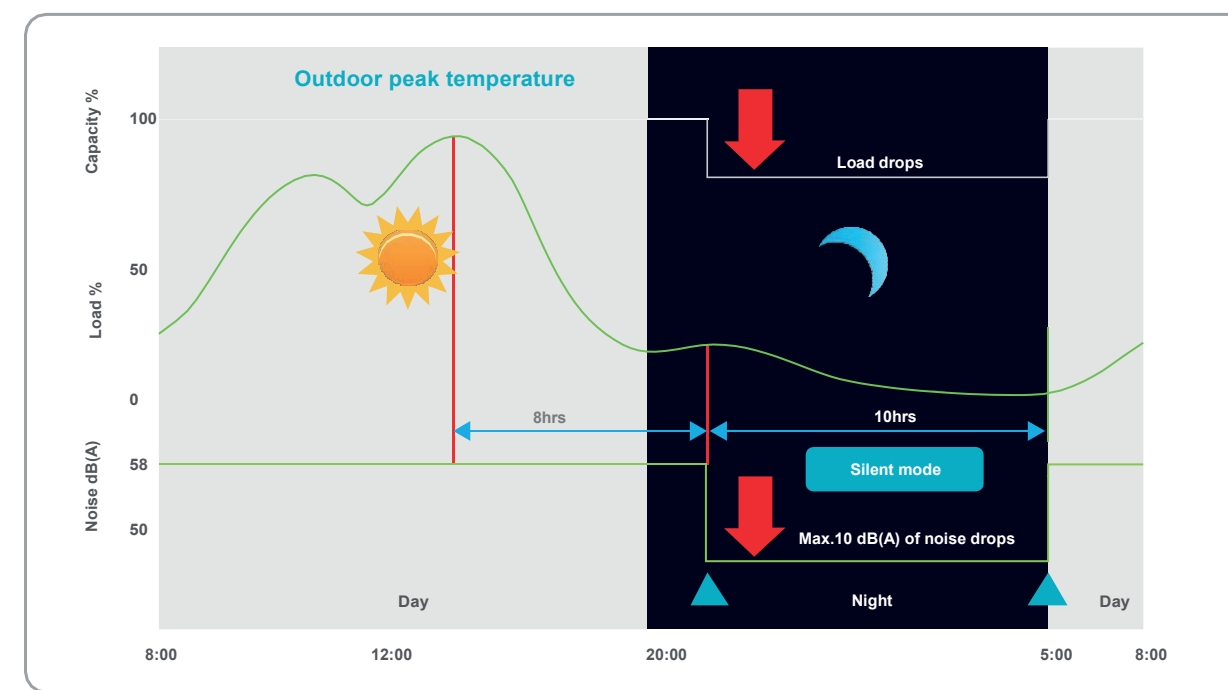 Outdoor peak temperature
Capacity %
100
Load drops
50
Load %
0
8hrs
10hrs
Noise dB(A)
58
Silent mode
50
Max.10 dB(A) of noise drops
Day
Night
Day
8:00
12:00
20:00
5:00
8:00